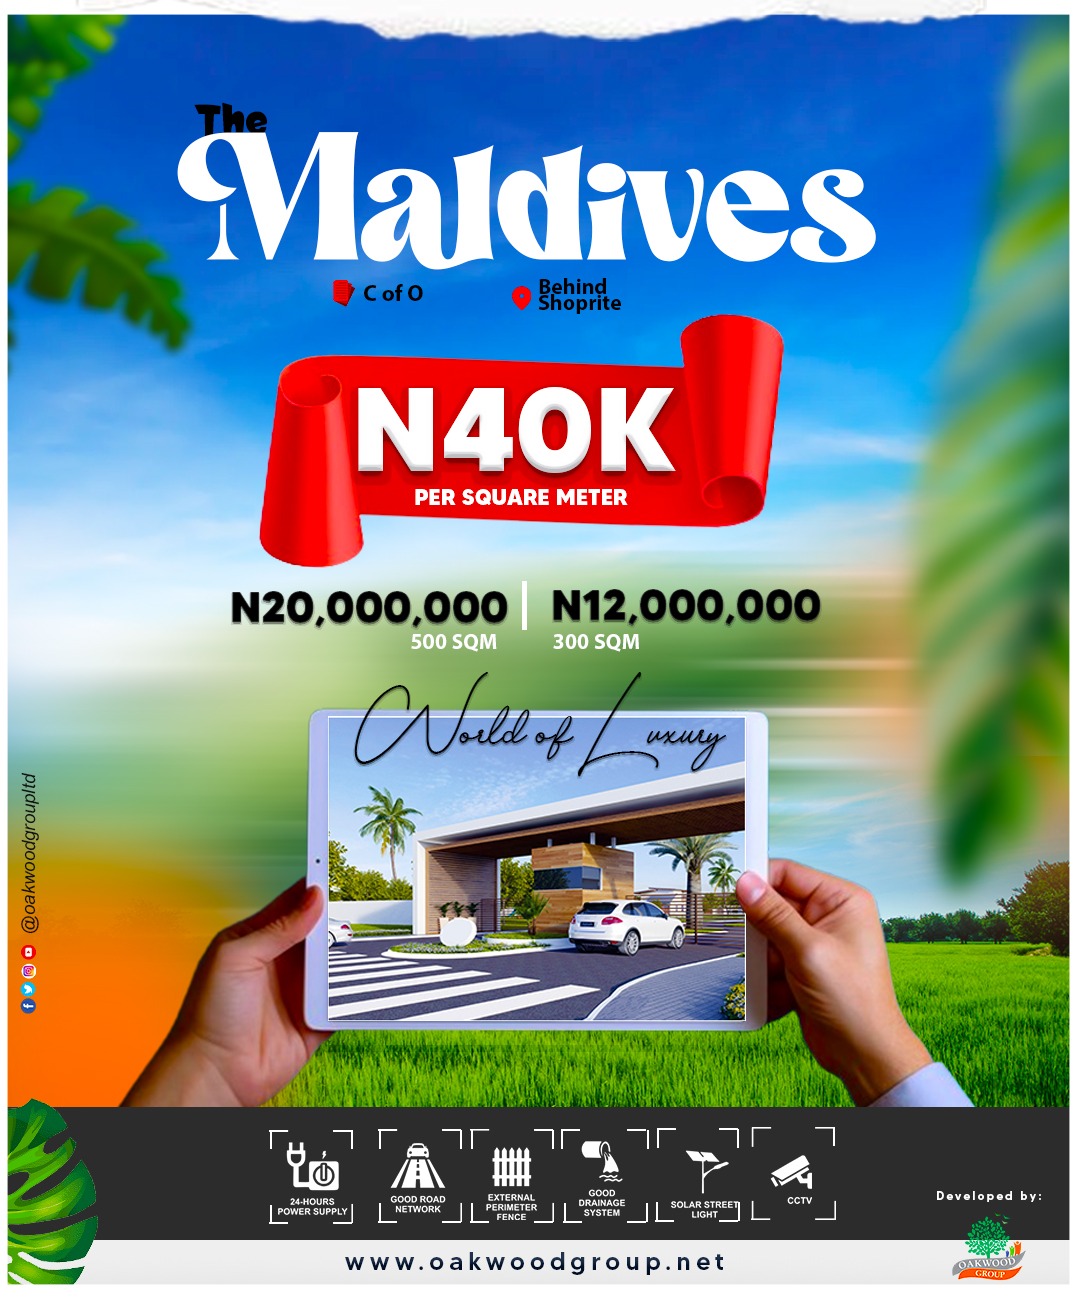 The
Maldives
C of O
Behind
Shoprite
N40K
PER SQUARE METER
N20,000,000
500 SQM
N12,000,000
300 SQM
World of Luxury
@oakwoodgroupltd
24-HOURS
POWER SUPPLY
GOOD ROAD
NETWORK
EXTERNAL
PERIMETER
FENCE
GOOD
DRAINAGE
SYSTEM
SOLAR STREET
LIGHT
CCTV
Developed by:
OAKWOOD
GROUP
www.oakwoodgroup.net